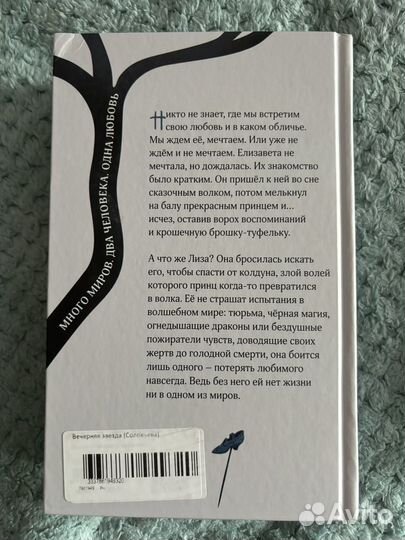 МНОГО МИРОВ. ДВА ЧЕЛОВЕКА. ОДНА ЛЮБОВЬ
Никто не знает, где мы встретим
свою любовь и в каком обличье.
Мы ждем её, мечтаем. Или уже не
ждём и не мечтаем. Елизавета не
мечтала, но дождалась. Их знакомство
было кратким. Он пришёл к ней во сне
сказочным волком, потом мелькнул
на балу прекрасным принцем и...
исчез, оставив ворох воспоминаний
и крошечную брошку-туфельку.
А что же Лиза? Она бросилась искать
его, чтобы спасти от колдуна, злой волей
которого принц когда-то превратился
в волка. Её не страшат испытания в
волшебном мире: тюрьма, чёрная магия,
огнедышащие драконы или бездушные
пожиратели чувств, доводящие своих
жертв до голодной смерти, она боится
лишь одного – потерять любимого
навсегда. Ведь без него ей нет жизни
ни в одном из миров.
Вечерняя звезда (Соловьева)
Avito